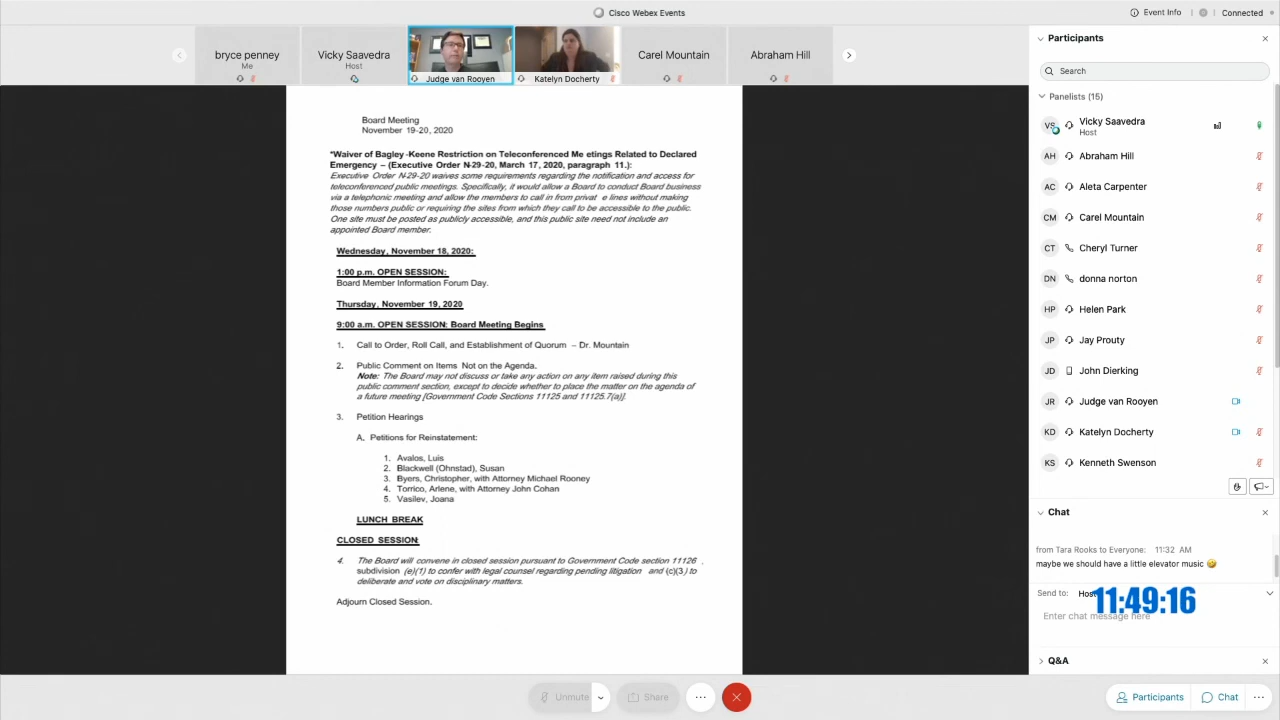 Cisco Webex Events
Event Info
Connected
bryce penney
Me
Vicky Saavedra
Host
Judge van Rooyen
Katelyn Docherty
Carel Mountain
Abraham Hill
Board Meeting
November 19-20, 2020
*Waiver of Bagley -Keene Restriction on Teleconferenced Me etings Related to Declared
Emergency – (Executive Order N-29-20, March 17, 2020, paragraph 11.):
Executive Order N-29-20 waives some requirements regarding the notification and access for
teleconferenced public meetings. Specifically, it would allow a Board to conduct Board business
via a telephonic meeting and allow the members to call in from privat e lines without making
those numbers public or requiring the sites from which they call to be accessible to the public.
One site must be posted as publicly accessible, and this public site need not include an
appointed Board member.
Wednesday, November 18, 2020:
1:00 p.m. OPEN SESSION:
Board Member Information Forum Day.
Thursday, November 19, 2020
9:00 a.m. OPEN SESSION: Board Meeting Begins
1. Call to Order, Roll Call, and Establishment of Quorum – Dr. Mountain
2. Public Comment on Items Not on the Agenda.
Note: The Board may not discuss or take any action on any item raised during this
public comment section, except to decide whether to place the matter on the agenda of
a future meeting [Government Code Sections 11125 and 11125.7(a)].
3. Petition Hearings
A. Petitions for Reinstatement:
1. Avalos, Luis
2. Blackwell (Ohnstad), Susan
3. Byers, Christopher, with Attorney Michael Rooney
4. Torrico, Arlene, with Attorney John Cohan
5. Vasilev, Joana
LUNCH BREAK
CLOSED SESSION:
4. The Board will convene in closed session pursuant to Government Code section 11126 ,
subdivision (e)(1) to confer with legal counsel regarding pending litigation and (c)(3) to
deliberate and vote on disciplinary matters.
Adjourn Closed Session.
Unmute
Share
Participants
Search
Panelists (15)
VS Vicky Saavedra
Host
AH Abraham Hill
AC Aleta Carpenter
CM Carel Mountain
CT Cheryl Turner
DN donna norton
HP Helen Park
JP Jay Prouty
JD John Dierking
JR Judge van Rooyen
KD Katelyn Docherty
KS Kenneth Swenson
Chat
from Tara Rooks to Everyone: 11:32 AM
maybe we should have a little elevator music
Send to: Host
11:49:16
Enter chat message here
Q&A
Participants
Chat